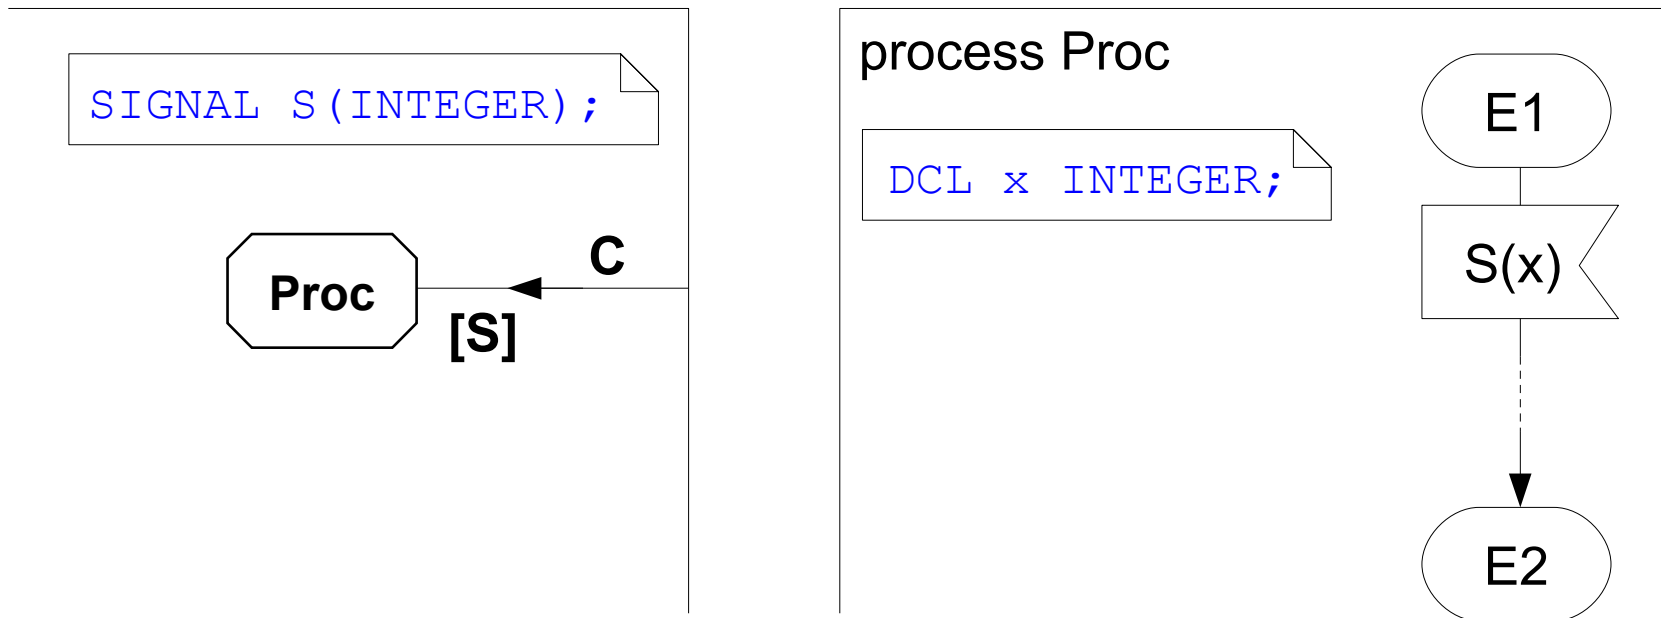 SIGNAL S(INTEGER);
Proc
C
[S]
process Proc
DCL x INTEGER;
E1
S(x)
E2